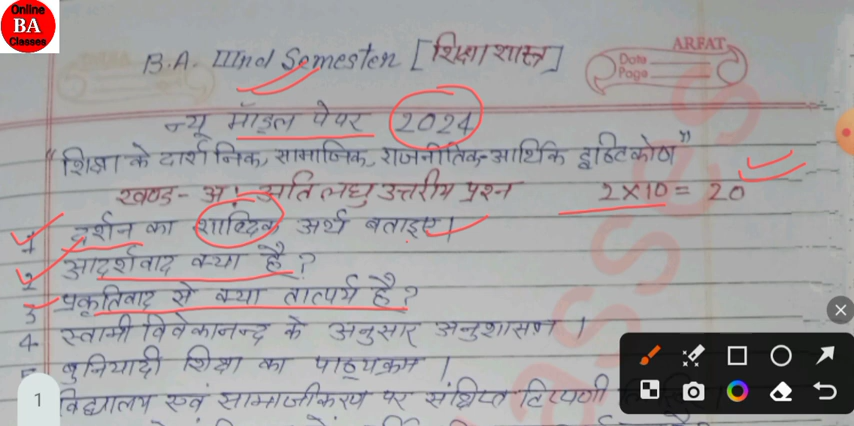 Online
BA
Classes
B.A. IIInd Semester [शिक्षाशास्त्र]
ARFAT
Date
Page
न्यू मॉडल पेपर 2024
"शिक्षा के दार्शनिक, सामाजिक, राजनीतिक-आर्थिक दृष्टिकोण"
खण्ड-अ: अति लघु उत्तरीय प्रश्न 2×10 = 20
1 दर्शन का शाब्दिक अर्थ बताइए।
2 आदर्शवाद क्या है?
3 प्रकृतिवाद से क्या तात्पर्य है?
4. स्वामी विवेकानन्द के अनुसार अनुशासन।
5 बुनियादी शिक्षा का पाठ्यक्रम।
विद्यालय एवं सामाजीकरण पर संक्षिप्त टिप्पणी
1